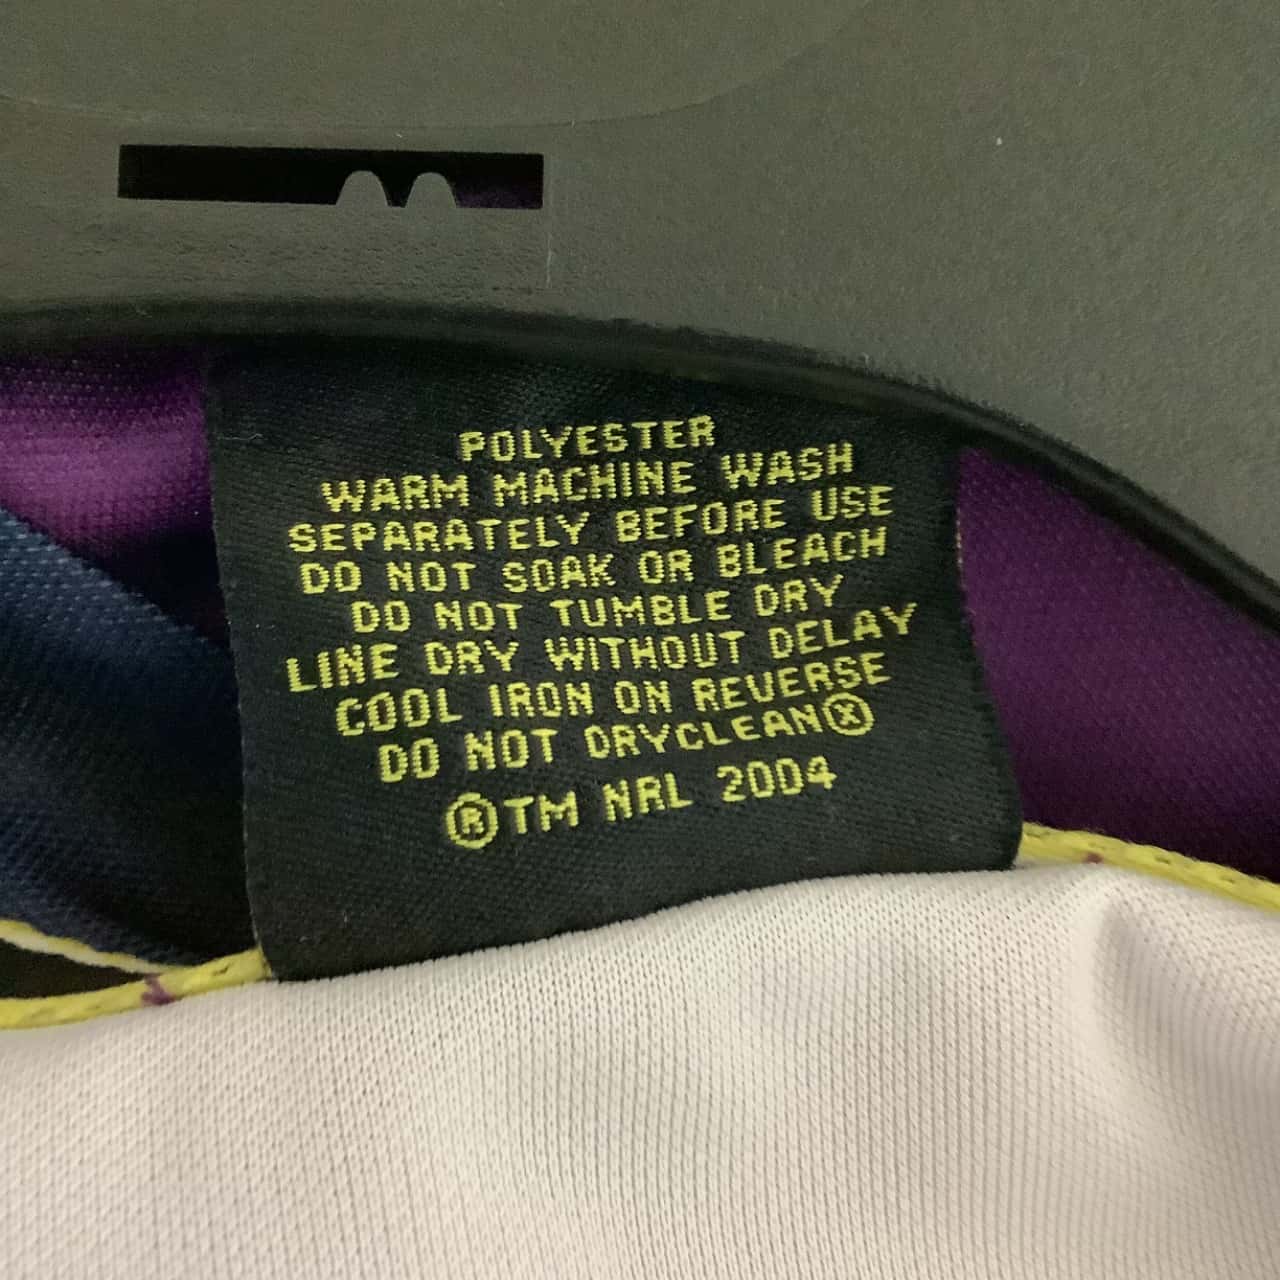 POLYESTER
WARM MACHINE WASH
SEPARATELY BEFORE USE
DO NOT SOAK OR BLEACH
DO NOT TUMBLE DRY
LINE DRY WITHOUT DELAY
COOL IRON ON REVERSE
DO NOT DRYCLEANⓍ
®TM NRL 2004